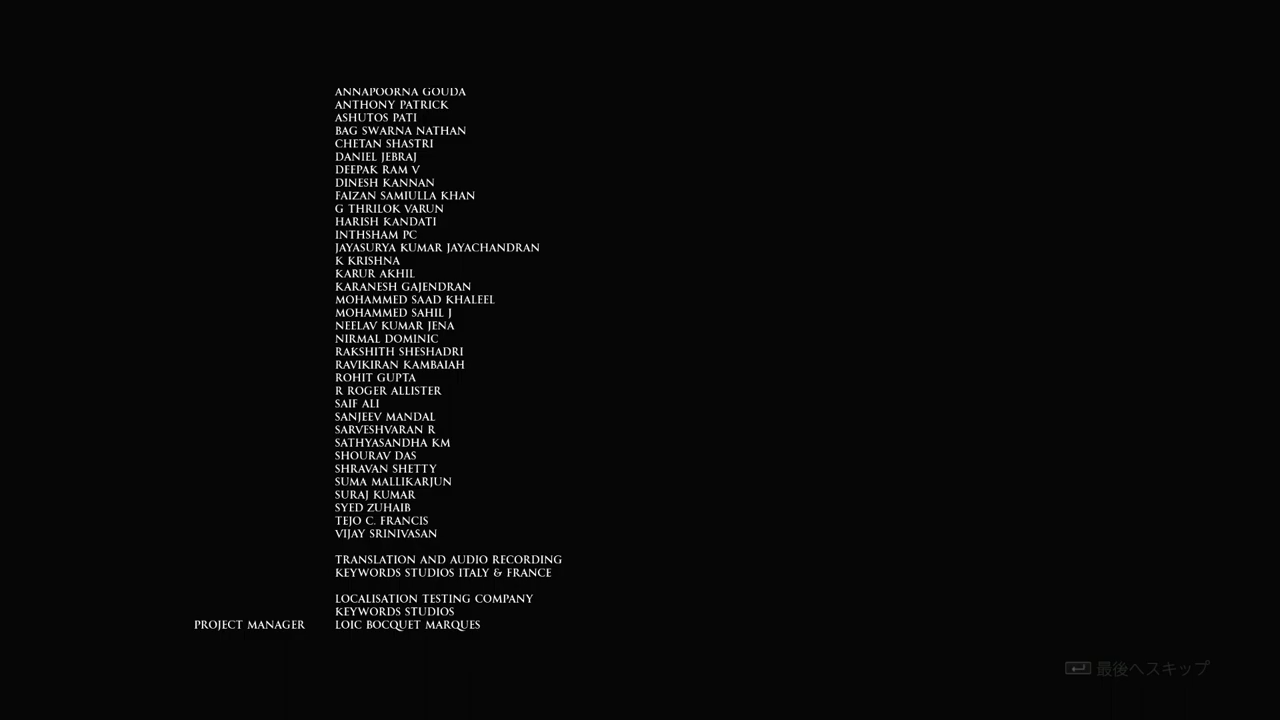 ANNAPOORNA GOUDA
ANTHONY PATRICK
ASHUTOS PATI
BAG SWARNA NATHAN
CHETAN SHASTRI
DANIEL JEBRAJ
DEEPAK RAM V
DINESH KANNAN
FAIZAN SAMIULLA KHAN
G THRILOK VARUN
HARISH KANDATI
INTHSHAM PC
JAYASURYA KUMAR JAYACHANDRAN
K KRISHNA
KARUR AKHIL
KARANESH GAJENDRAN
MOHAMMED SAAD KHALEEL
MOHAMMED SAHIL J
NEELAV KUMAR JENA
NIRMAL DOMINIC
RAKSHITH SHESHADRI
RAVIKIRAN KAMBAIAH
ROHIT GUPTA
R ROGER ALLISTER
SAIF ALI
SANJEEV MANDAL
SARVESHVARAN R
SATHYASANDHA KM
SHOURAV DAS
SHRAVAN SHETTY
SUMA MALLIKARJUN
SURAJ KUMAR
SYED ZUHAIB
TEJO C. FRANCIS
VIJAY SRINIVASAN
TRANSLATION AND AUDIO RECORDING
KEYWORDS STUDIOS ITALY & FRANCE
LOCALISATION TESTING COMPANY
KEYWORDS STUDIOS
PROJECT MANAGER LOIC BOCQUET MARQUES
最後へスキップ